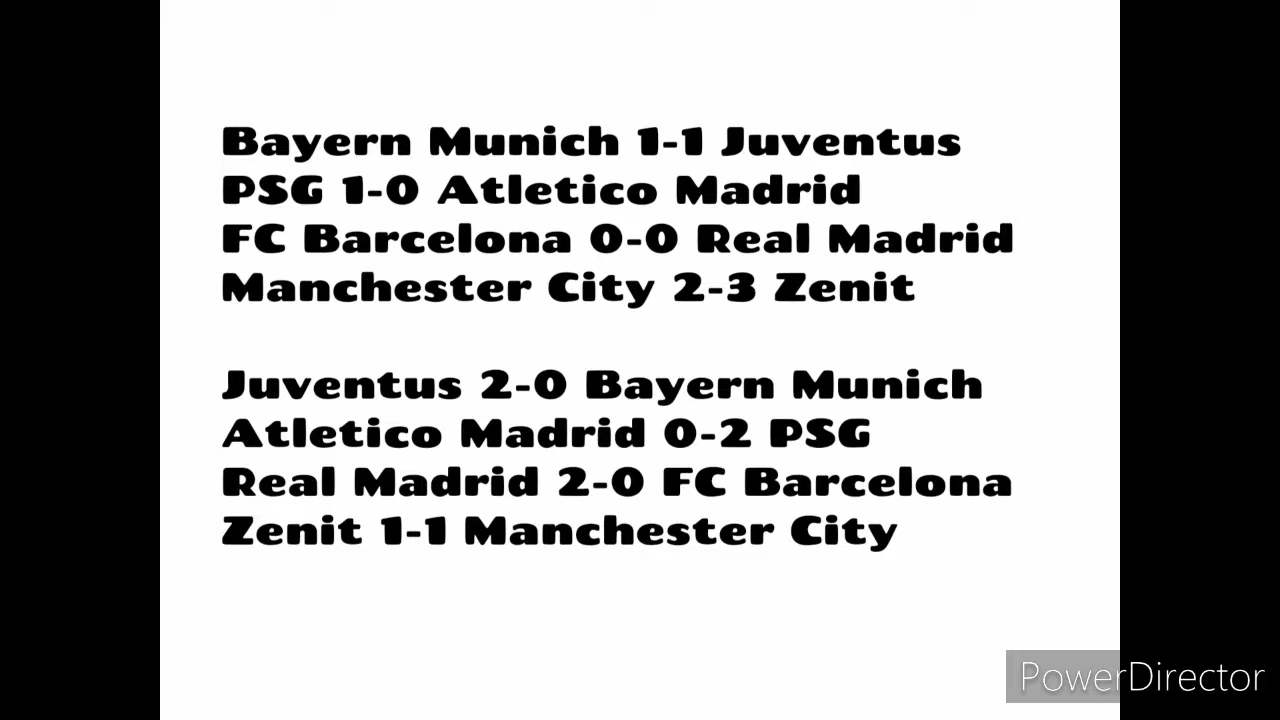 Bayern Munich 1-1 Juventus
PSG 1-0 Atletico Madrid
FC Barcelona 0-0 Real Madrid
Manchester City 2-3 Zenit
Juventus 2-0 Bayern Munich
Atletico Madrid 0-2 PSG
Real Madrid 2-0 FC Barcelona
Zenit 1-1 Manchester City
PowerDirector